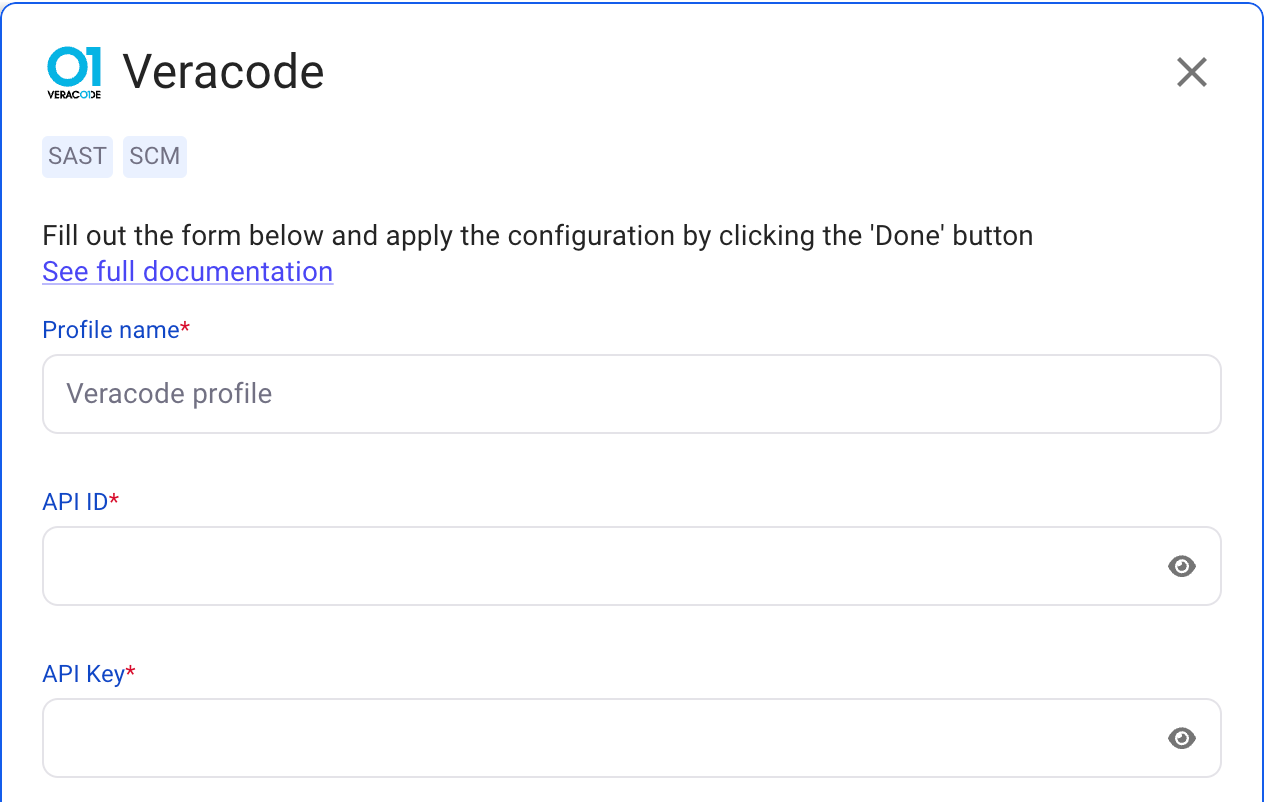 VERACODE
Veracode
SAST SCM
Fill out the form below and apply the configuration by clicking the 'Done' button
See full documentation
Profile name*
Veracode profile
API ID*
API Key*